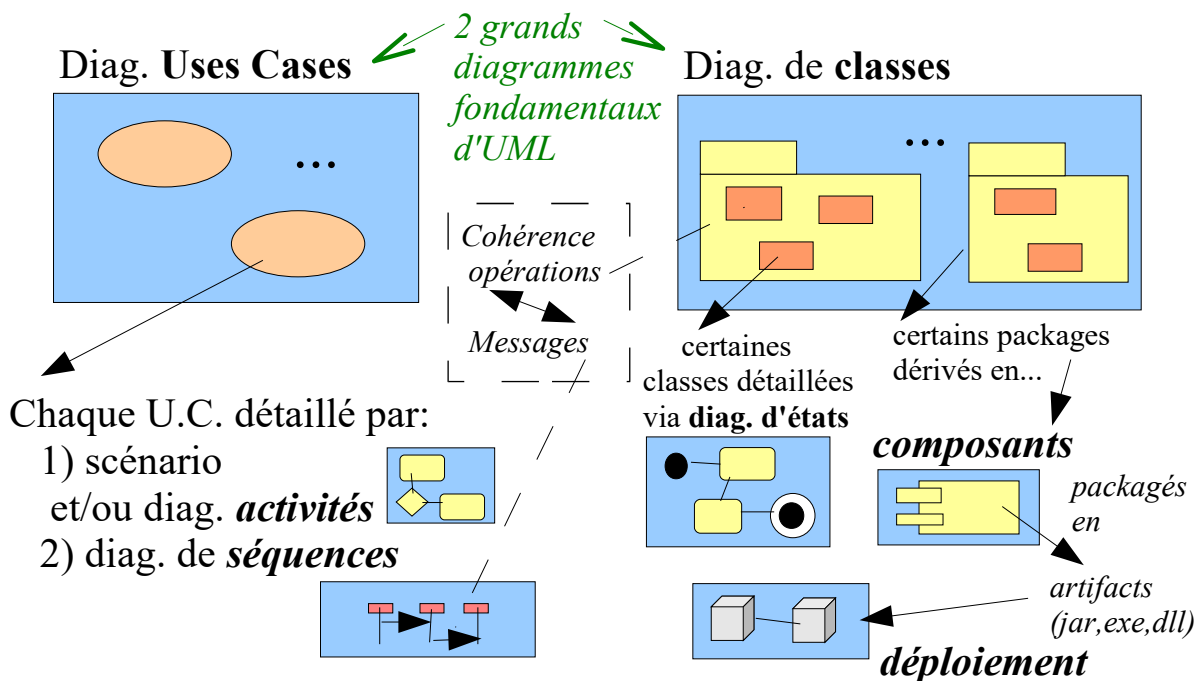 2 grands
diagrammes
fondamentaux
d'UML
Diag. Uses Cases
Diag. de classes
...
...
Cohérence
opérations
Messages
certaines
classes détaillées
via diag. d'états
certains packages
dérivés en...
Chaque U.C. détaillé par:
1) scénario
et/ou diag. activités
2) diag. de séquences
composants
packagés
en
artifacts
(jar,exe,dll)
déploiement